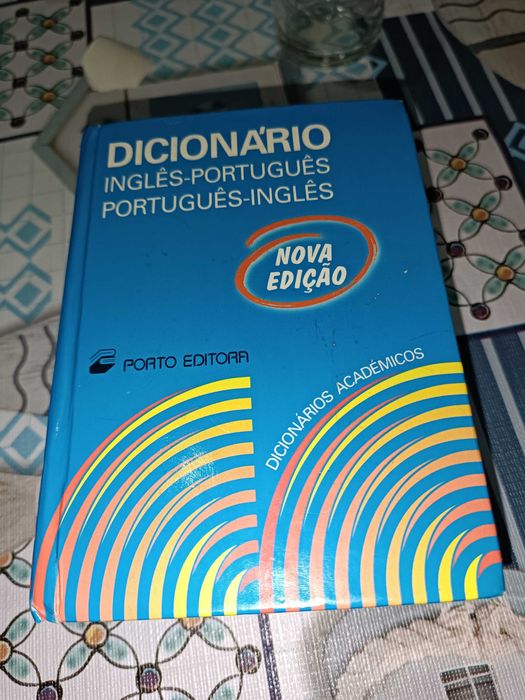 DICIONÁRIO
INGLÊS-PORTUGUÊS
PORTUGUÊS-INGLÊS
NOVA
EDIÇÃO
PORTO EDITORA
DICIONÁRIOS ACADÉMICOS